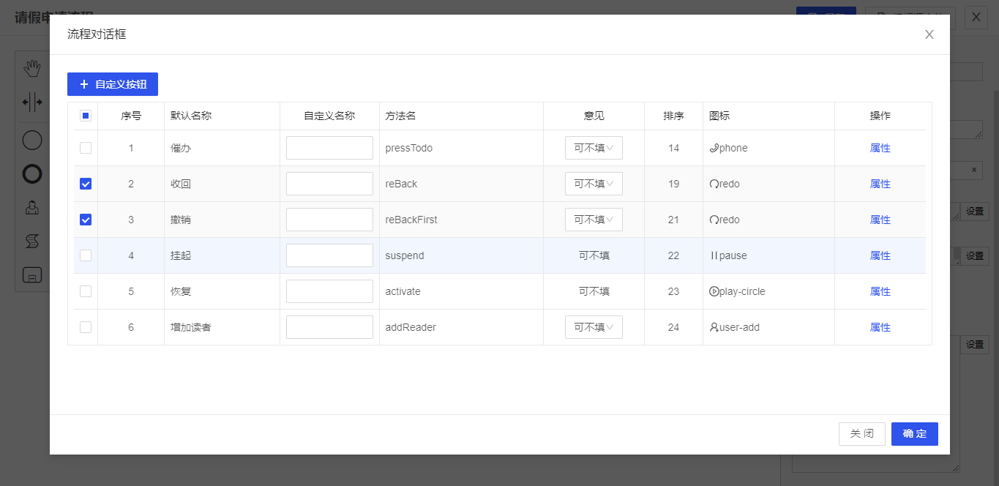 流程对话框
自定义按钮
序号 默认名称 自定义名称 方法名 意见 排序 图标 操作
1 催办 pressTodo 可不填 14 phone 属性
2 收回 reBack 可不填 19 redo 属性
3 撤销 reBackFirst 可不填 21 redo 属性
4 挂起 suspend 可不填 22 pause 属性
5 恢复 activate 可不填 23 play-circle 属性
6 增加读者 addReader 可不填 24 user-add 属性
设置
设置
设置
关 闭 确 定